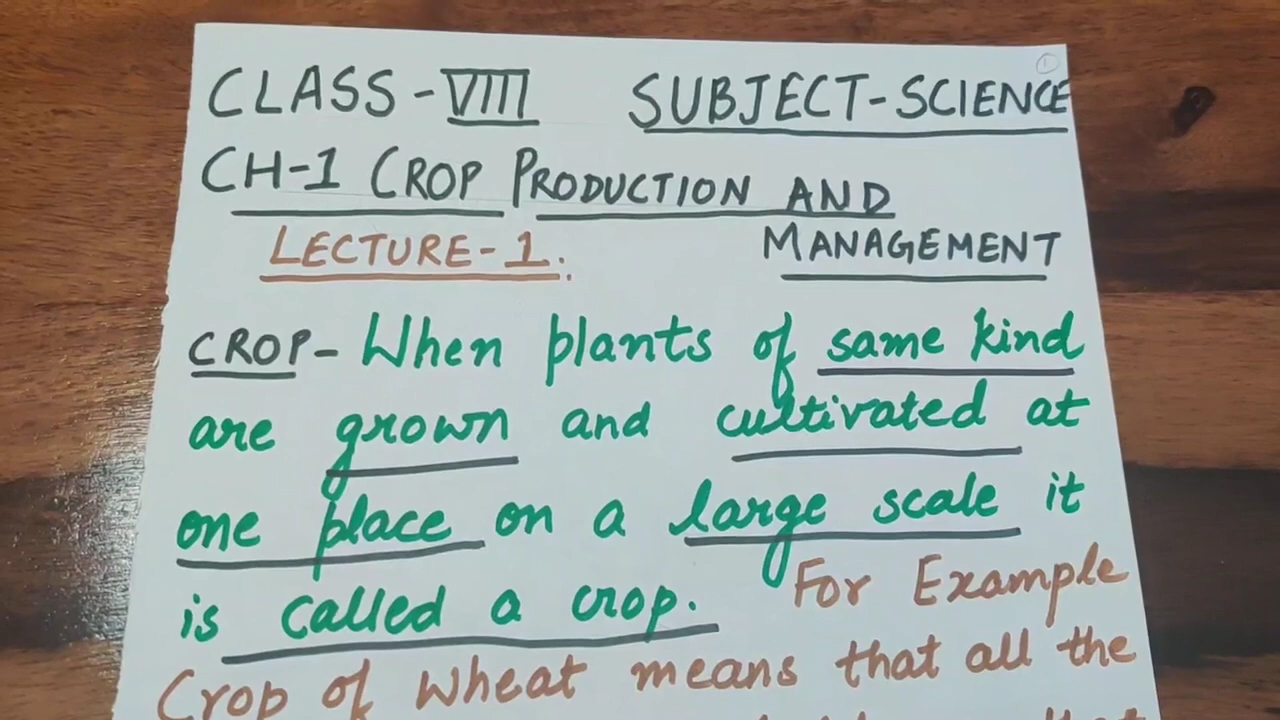 1
CLASS-VIII SUBJECT-SCIENCE
CH-1 CROP PRODUCTION AND
LECTURE-1. MANAGEMENT
CROP- When plants of same kind
are grown and cultivated at
one place on a large scale it
is called a crop. For Example
Crop of wheat means that all the